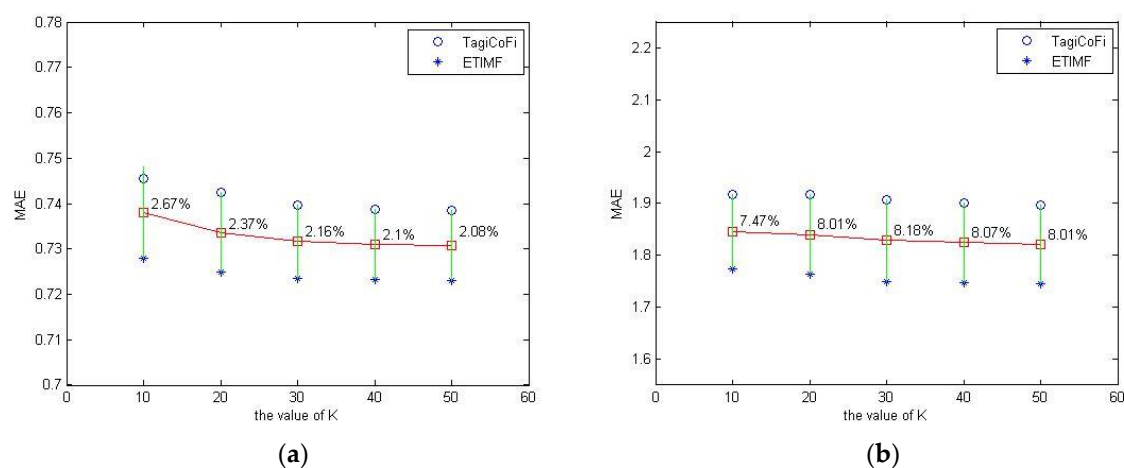 0.78
0.77
0.76
0.75
0.74
0.73
0.72
0.71
0.7
MAE
TagiCoFi
ETIMF
2.67%
2.37%
2.16%
2.1%
2.08%
0 10 20 30 40 50 60
the value of K
(a)
2.2
2.1
2
1.9
1.8
1.7
1.6
MAE
TagiCoFi
ETIMF
7.47%
8.01%
8.18%
8.07%
8.01%
0 10 20 30 40 50 60
the value of K
(b)